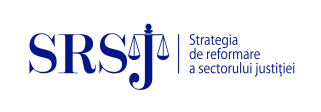 SRSJ
Strategia
de reformare
a sectorului justiției